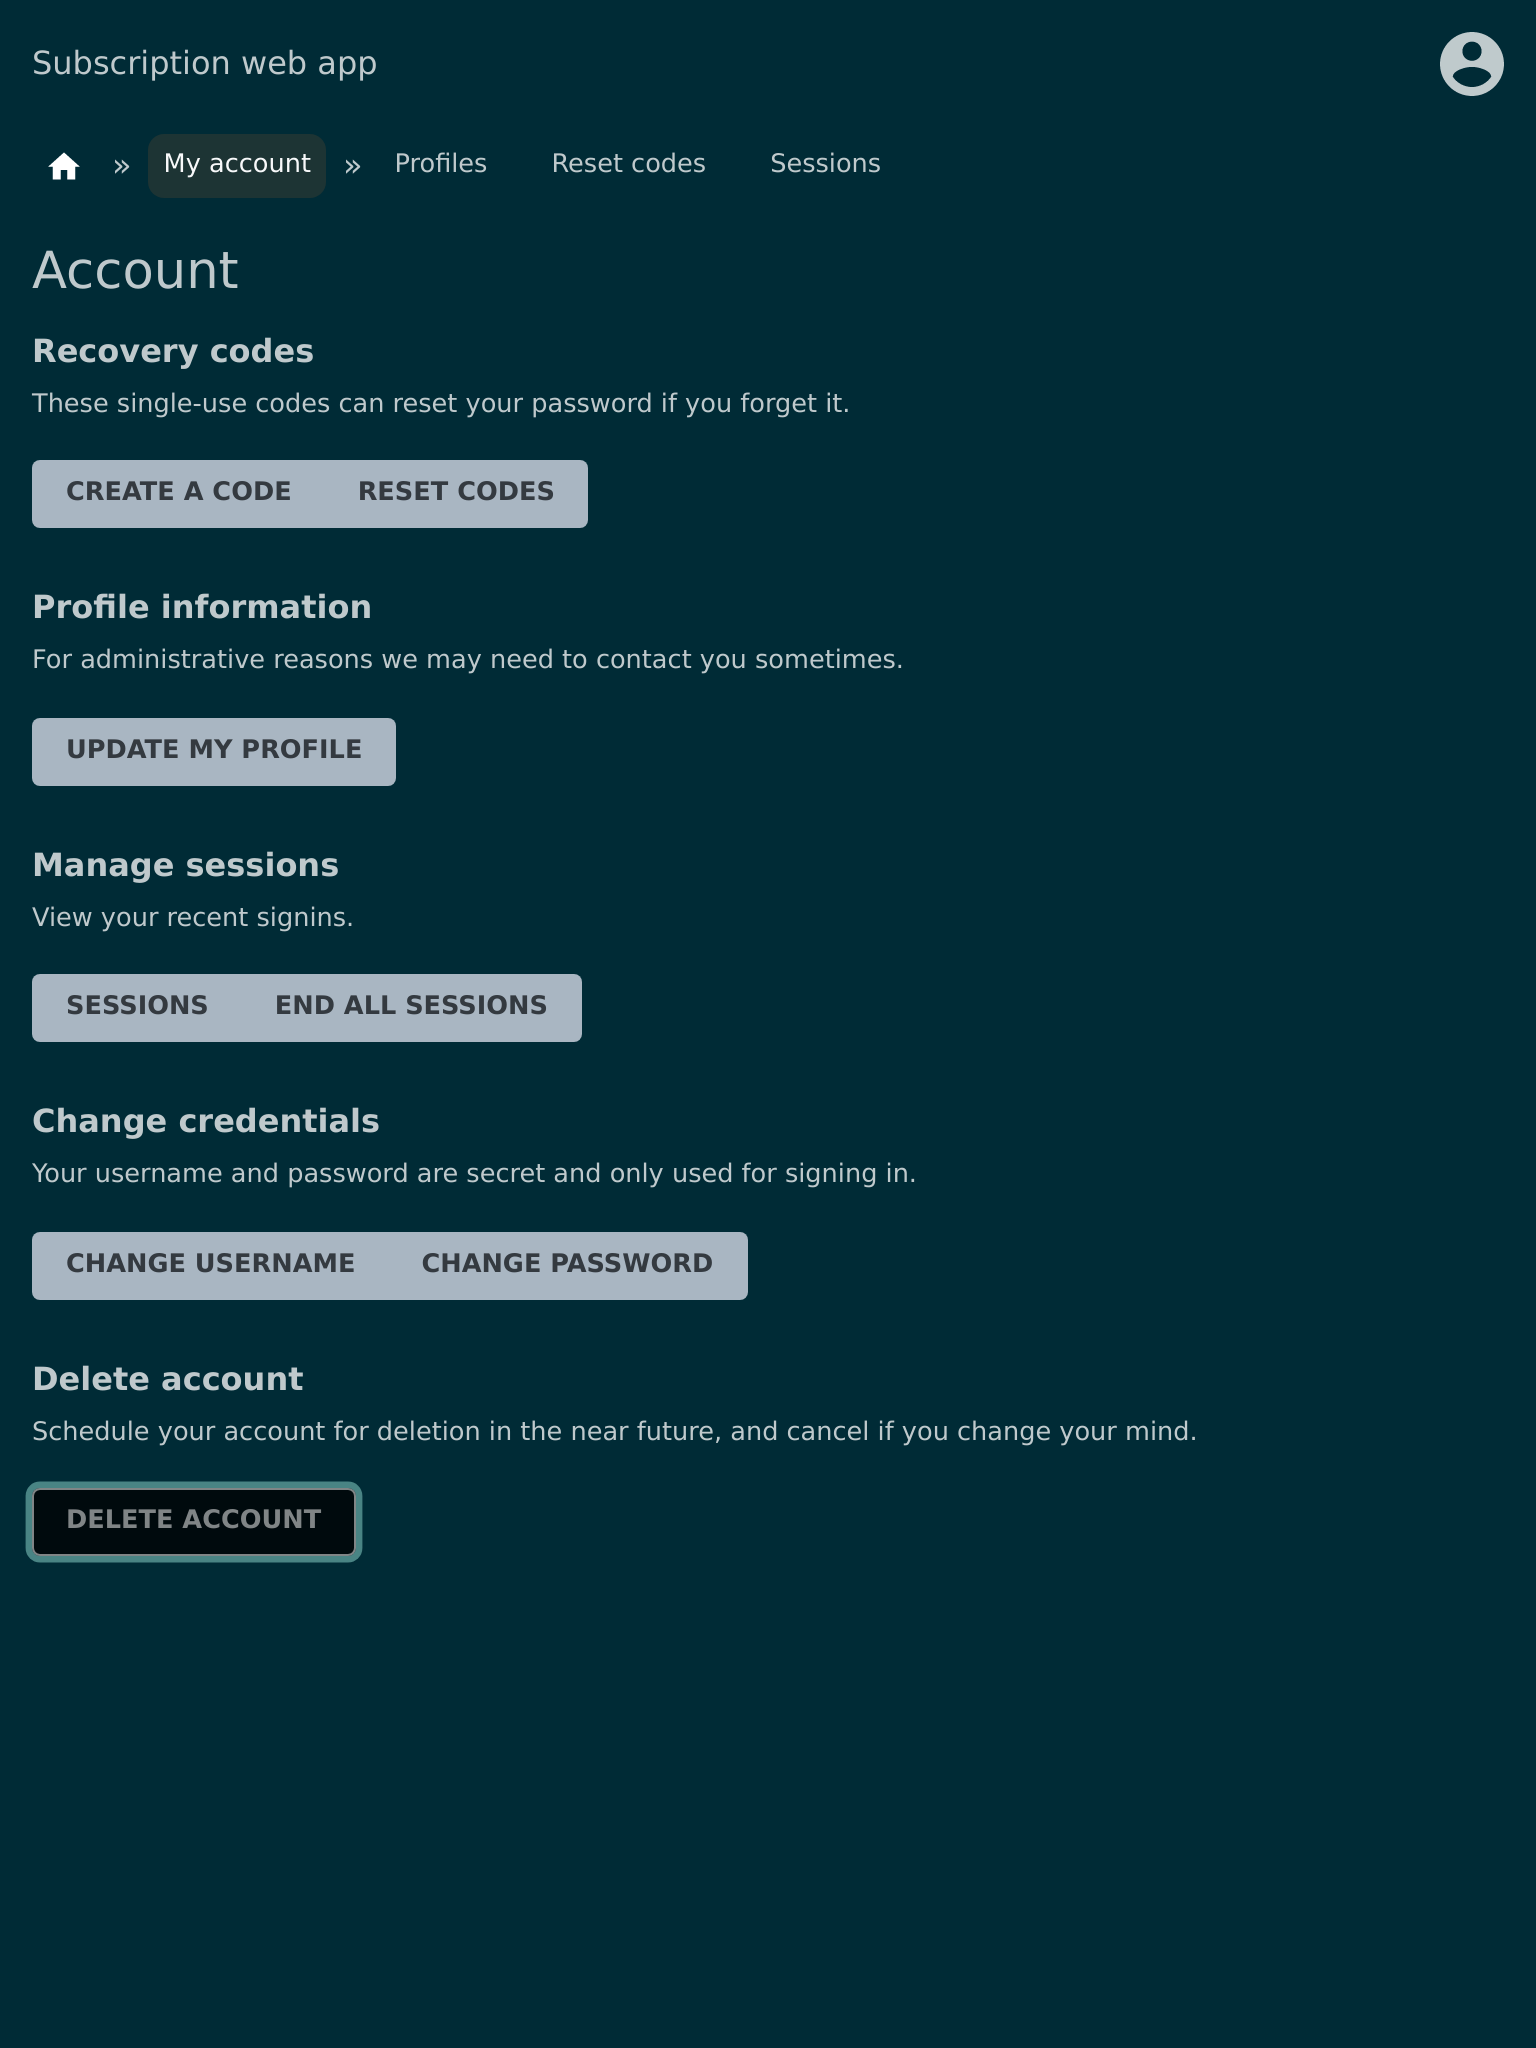 Subscription web app
» My account » Profiles Reset codes Sessions
Account
Recovery codes
These single-use codes can reset your password if you forget it.
CREATE A CODE RESET CODES
Profile information
For administrative reasons we may need to contact you sometimes.
UPDATE MY PROFILE
Manage sessions
View your recent signins.
SESSIONS END ALL SESSIONS
Change credentials
Your username and password are secret and only used for signing in.
CHANGE USERNAME CHANGE PASSWORD
Delete account
Schedule your account for deletion in the near future, and cancel if you change your mind.
DELETE ACCOUNT